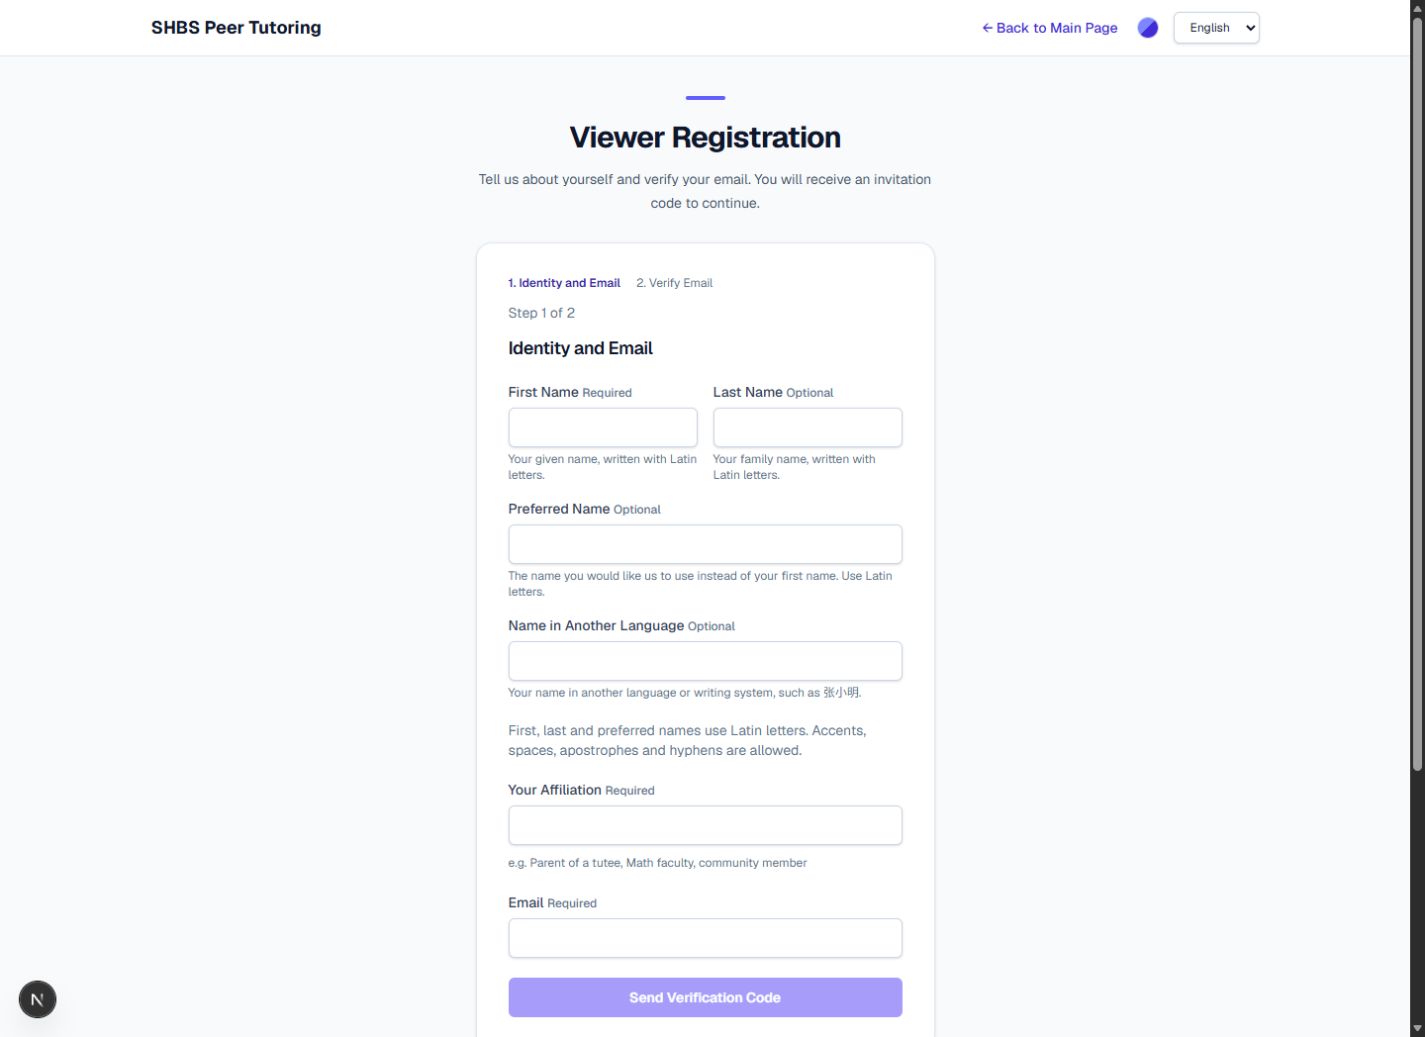 SHBS Peer Tutoring
← Back to Main Page
English
Viewer Registration
Tell us about yourself and verify your email. You will receive an invitation
code to continue.
1. Identity and Email 2. Verify Email
Step 1 of 2
Identity and Email
First Name Required
Last Name Optional
Your given name, written with Latin
letters.
Your family name, written with
Latin letters.
Preferred Name Optional
The name you would like us to use instead of your first name. Use Latin
letters.
Name in Another Language Optional
Your name in another language or writing system, such as 张小明.
First, last and preferred names use Latin letters. Accents,
spaces, apostrophes and hyphens are allowed.
Your Affiliation Required
e.g. Parent of a tutee, Math faculty, community member
Email Required
Send Verification Code
N